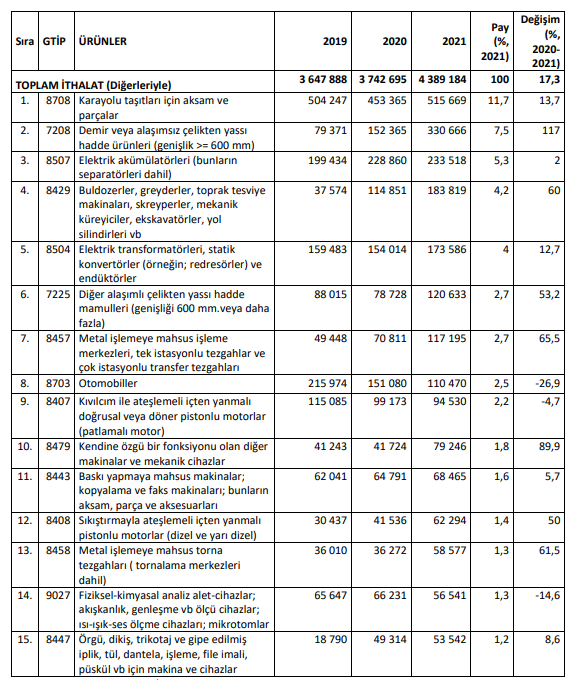 Sıra GTİP ÜRÜNLER 2019 2020 2021 Pay (%, 2021) Değişim (%, 2020-2021)
TOPLAM İTHALAT (Diğerleriyle) 3 647 888 3 742 695 4 389 184 100 17,3
1. 8708 Karayolu taşıtları için aksam ve 504 247 453 365 515 669 11,7 13,7
parçalar
2. 7208 Demir veya alaşımsız çelikten yassı 79 371 152 365 330 666 7,5 117
hadde ürünleri (genişlik >= 600 mm)
3. 8507 Elektrik akümülatörleri (bunların 199 434 228 860 233 518 5,3 2
separatörleri dahil)
4. 8429 Buldozerler, greyderler, toprak tesviye 37 574 114 851 183 819 4,2 60
makinaları, skreyperler, mekanik
küreyiciler, ekskavatörler, yol
silindirleri vb
5. 8504 Elektrik transformatörleri, statik 159 483 154 014 173 586 4 12,7
konvertörler (örneğin; redresörler) ve
endüktörler
6. 7225 Diğer alaşımlı çelikten yassı hadde 88 015 78 728 120 633 2,7 53,2
mamulleri (genişliği 600 mm.veya daha
fazla)
7. 8457 Metal işlemeye mahsus işleme 49 448 70 811 117 195 2,7 65,5
merkezleri, tek istasyonlu tezgahlar ve
çok istasyonlu transfer tezgahları
8. 8703 Otomobiller 215 974 151 080 110 470 2,5 -26,9
9. 8407 Kıvılcım ile ateşlemeli içten yanmalı 115 085 99 173 94 530 2,2 -4,7
doğrusal veya döner pistonlu motorlar
(patlamalı motor)
10. 8479 Kendine özgü bir fonksiyonu olan diğer 41 243 41 724 79 246 1,8 89,9
makinalar ve mekanik cihazlar
11. 8443 Baskı yapmaya mahsus makinalar; 62 041 64 791 68 465 1,6 5,7
kopyalama ve faks makinaları; bunların
aksam, parça ve aksesuarları
12. 8408 Sıkıştırmayla ateşlemeli içten yanmalı 30 437 41 536 62 294 1,4 50
pistonlu motorlar (dizel ve yarı dizel)
13. 8458 Metal işlemeye mahsus torna 36 010 36 272 58 577 1,3 61,5
tezgahları ( tornalama merkezleri
dahil)
14. 9027 Fiziksel-kimyasal analiz alet-cihazlar; 65 647 66 231 56 541 1,3 -14,6
akışkanlık, genleşme vb ölçü cihazlar;
ısı-ışık-ses ölçme cihazları; mikrotomlar
15. 8447 Örgü, dikiş, trikotaj ve gipe edilmiş 18 790 49 314 53 542 1,2 8,6
iplik, tül, dantela, işleme, file imali,
püskül vb için makina ve cihazlar